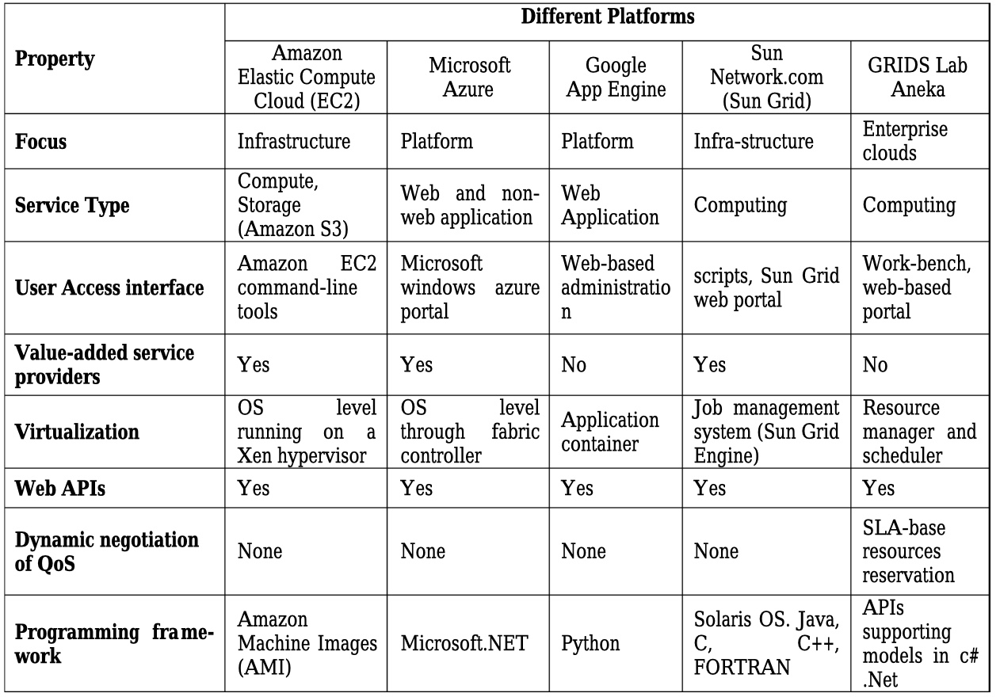 Different Platforms
Property
Amazon
Elastic Compute
Cloud (EC2)
Microsoft
Azure
Google
App Engine
Sun
Network.com
(Sun Grid)
GRIDS Lab
Aneka
Focus
Infrastructure
Platform
Platform
Infra-structure
Enterprise
clouds
Service Type
Compute,
Storage
(Amazon S3)
Web and non-
web application
Web
Application
Computing
Computing
User Access interface
Amazon EC2
command-line
tools
Microsoft
windows azure
portal
Web-based
administratio
n
scripts, Sun Grid
web portal
Work-bench,
web-based
portal
Value-added service
providers
Yes
Yes
No
Yes
No
Virtualization
OS level
running on a
Xen hypervisor
OS level
through fabric
controller
Application
container
Job management
system (Sun Grid
Engine)
Resource
manager and
scheduler
Web APIs
Yes
Yes
Yes
Yes
Yes
Dynamic negotiation
of QoS
None
None
None
None
SLA-base
resources
reservation
Programming frame-
work
Amazon
Machine Images
(AMI)
Microsoft.NET
Python
Solaris OS. Java,
C, C++,
FORTRAN
APIs
supporting
models in c#
.Net